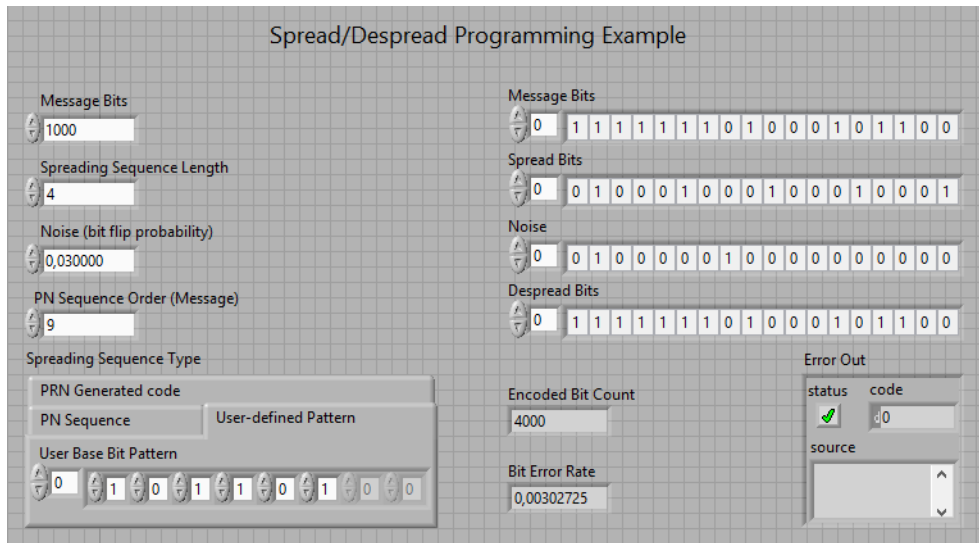 Spread/Despread Programming Example
Message Bits
1000
Spreading Sequence Length
4
Noise (bit flip probability)
0,030000
PN Sequence Order (Message)
9
Spreading Sequence Type
PRN Generated code
PN Sequence
User-defined Pattern
User Base Bit Pattern
0 1 0 1 1 0 1 0 0
Message Bits
0 1 1 1 1 1 1 1 0 1 0 0 0 1 0 1 1 0 0
Spread Bits
0 0 1 0 0 0 1 0 0 0 1 0 0 0 1 0 0 0 1
Noise
0 0 1 0 0 0 0 0 1 0 0 0 0 0 0 0 0 0 0
Despread Bits
0 1 1 1 1 1 1 1 0 1 0 0 0 1 0 1 1 0 0
Encoded Bit Count
4000
Bit Error Rate
0,00302725
Error Out
status code
d 0
source